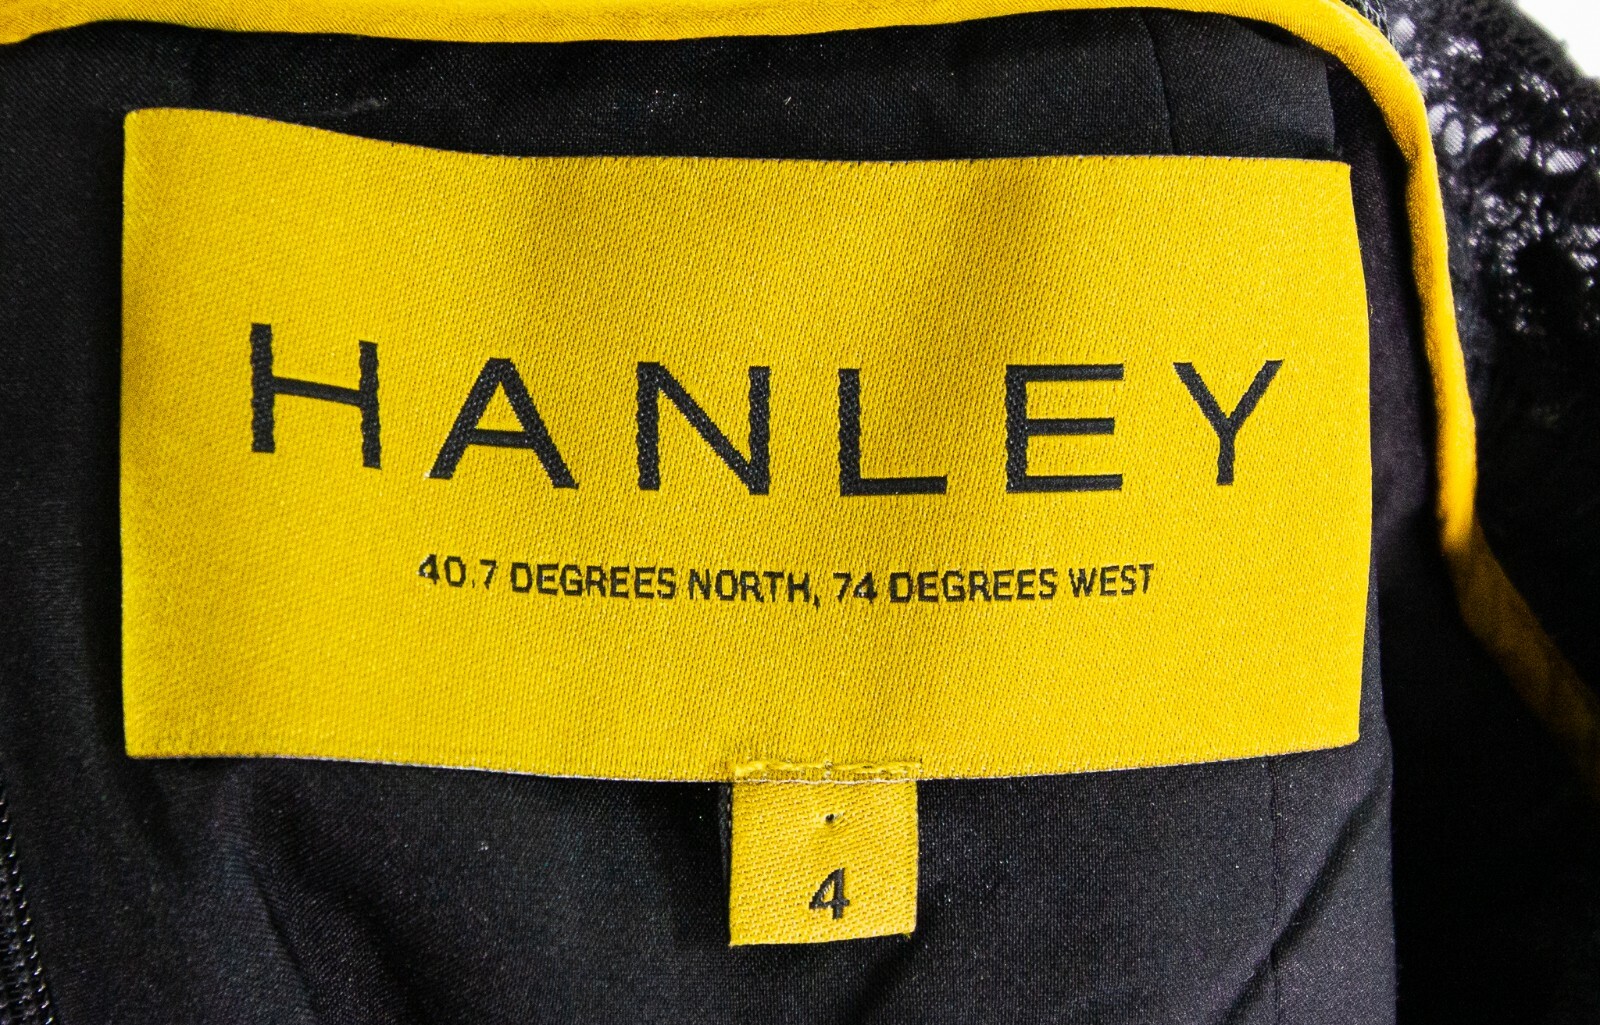 HANLEY
40.7 DEGREES NORTH, 74 DEGREES WEST
4